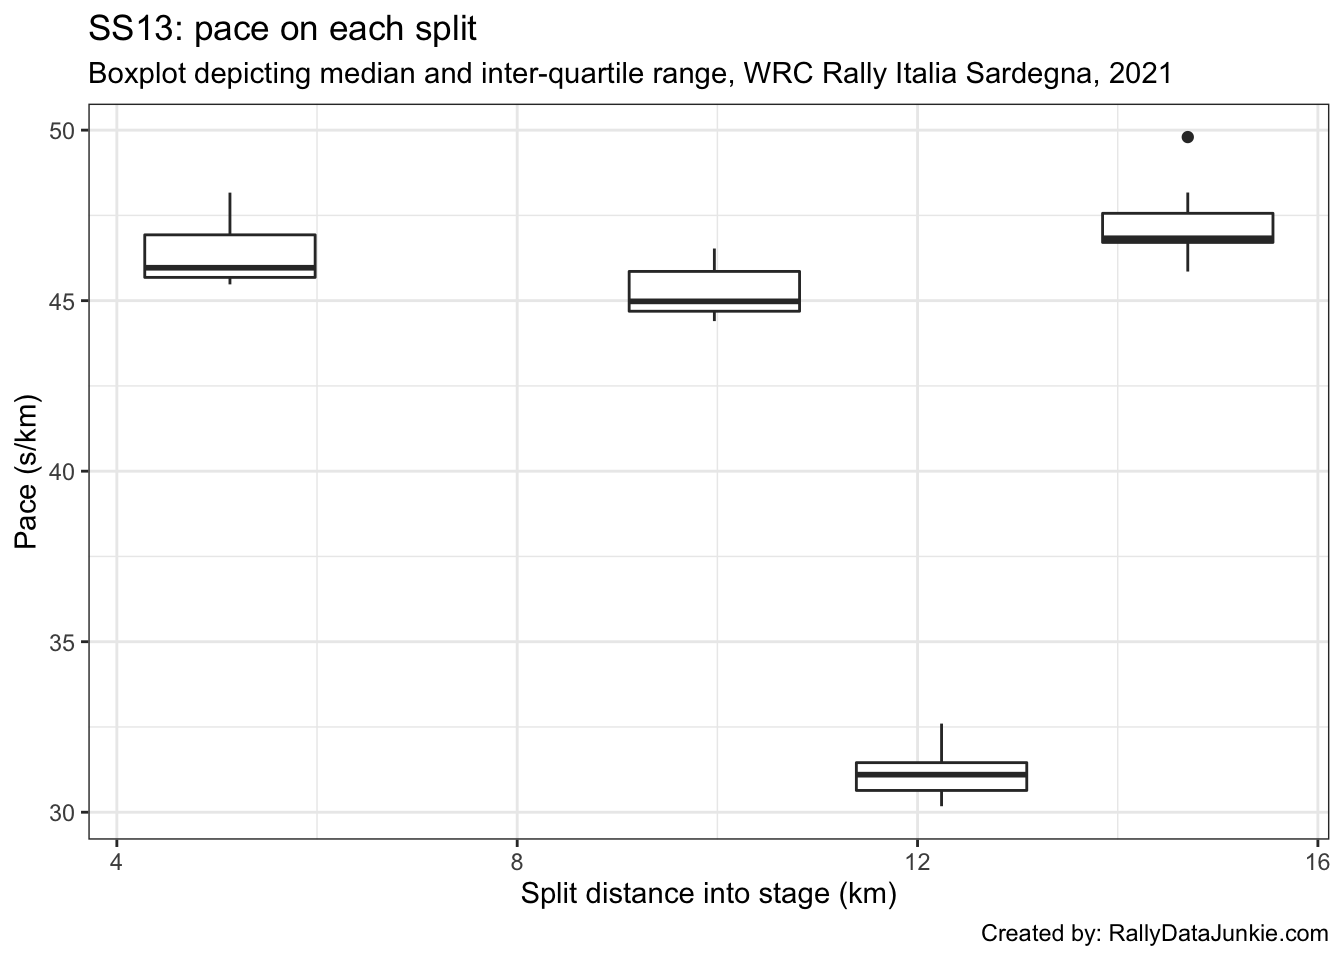 SS13: pace on each split
Boxplot depicting median and inter-quartile range, WRC Rally Italia Sardegna, 2021
50
45
40
35
30
Pace (s/km)
4 8 12 16
Split distance into stage (km)
Created by: RallyDataJunkie.com